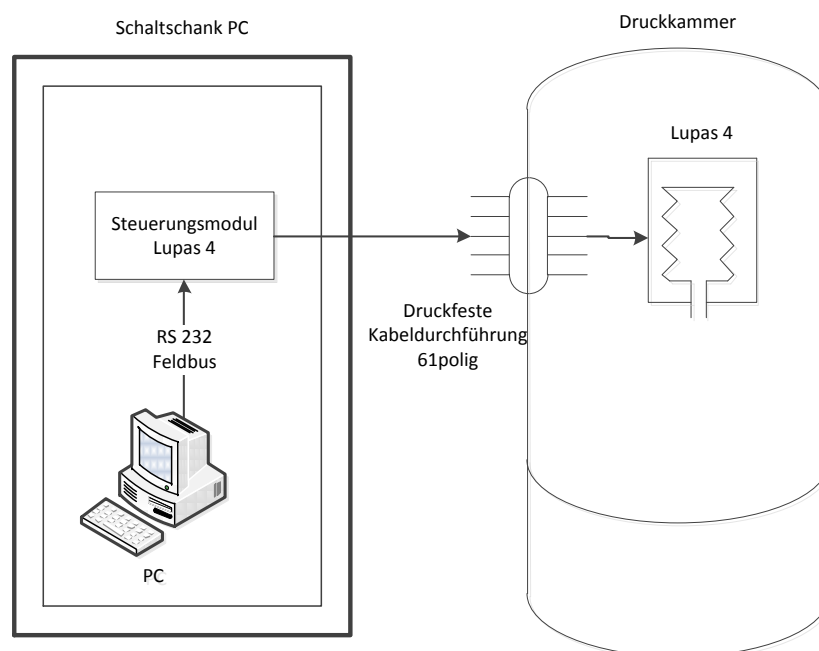 Schaltschank PC
Druckkammer
Lupas 4
Steuerungsmodul
Lupas 4
Druckfeste
Kabeldurchführung
61polig
RS 232
Feldbus
PC